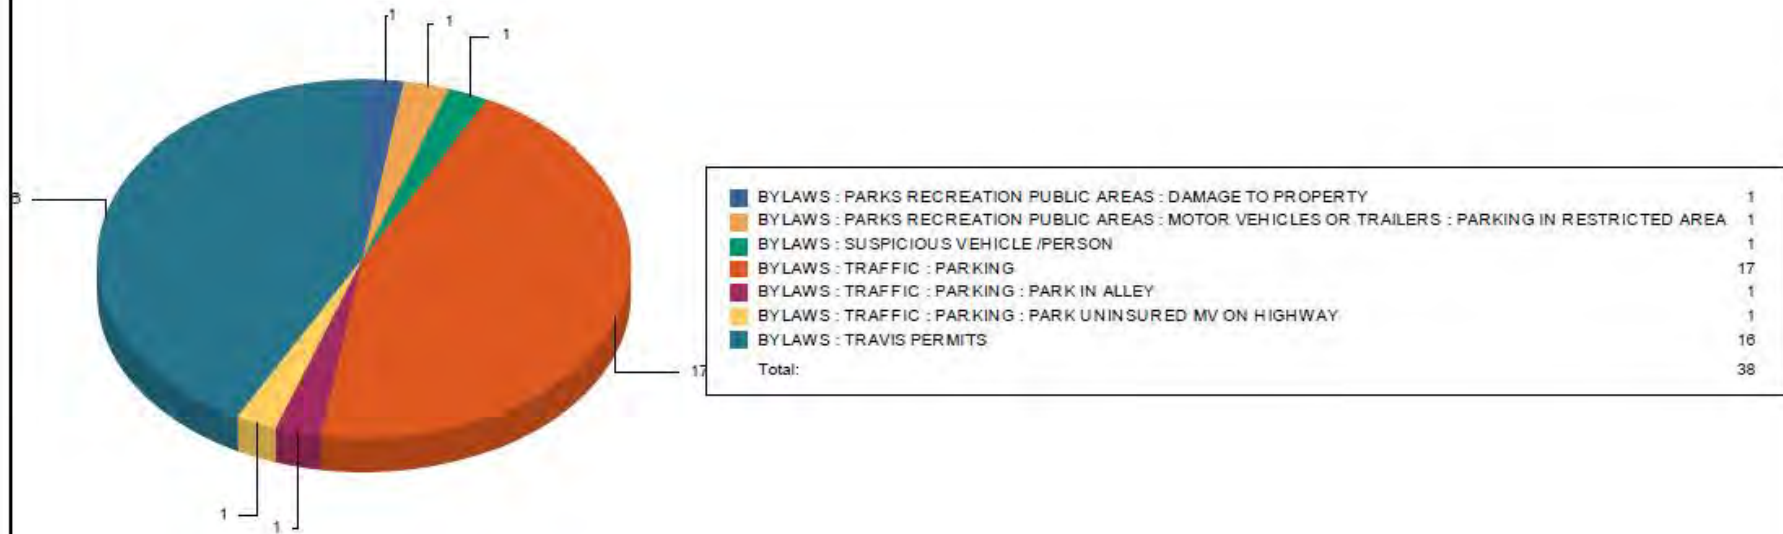 1
1
1
17
1
1
BYLAWS : PARKS RECREATION PUBLIC AREAS : DAMAGE TO PROPERTY 1
BYLAWS : PARKS RECREATION PUBLIC AREAS : MOTOR VEHICLES OR TRAILERS : PARKING IN RESTRICTED AREA 1
BYLAWS : SUSPICIOUS VEHICLE /PERSON 1
BYLAWS : TRAFFIC : PARKING 17
BYLAWS : TRAFFIC : PARKING : PARK IN ALLEY 1
BYLAWS : TRAFFIC : PARKING : PARK UNINSURED MV ON HIGHWAY 1
BYLAWS : TRAVIS PERMITS 16
Total: 38